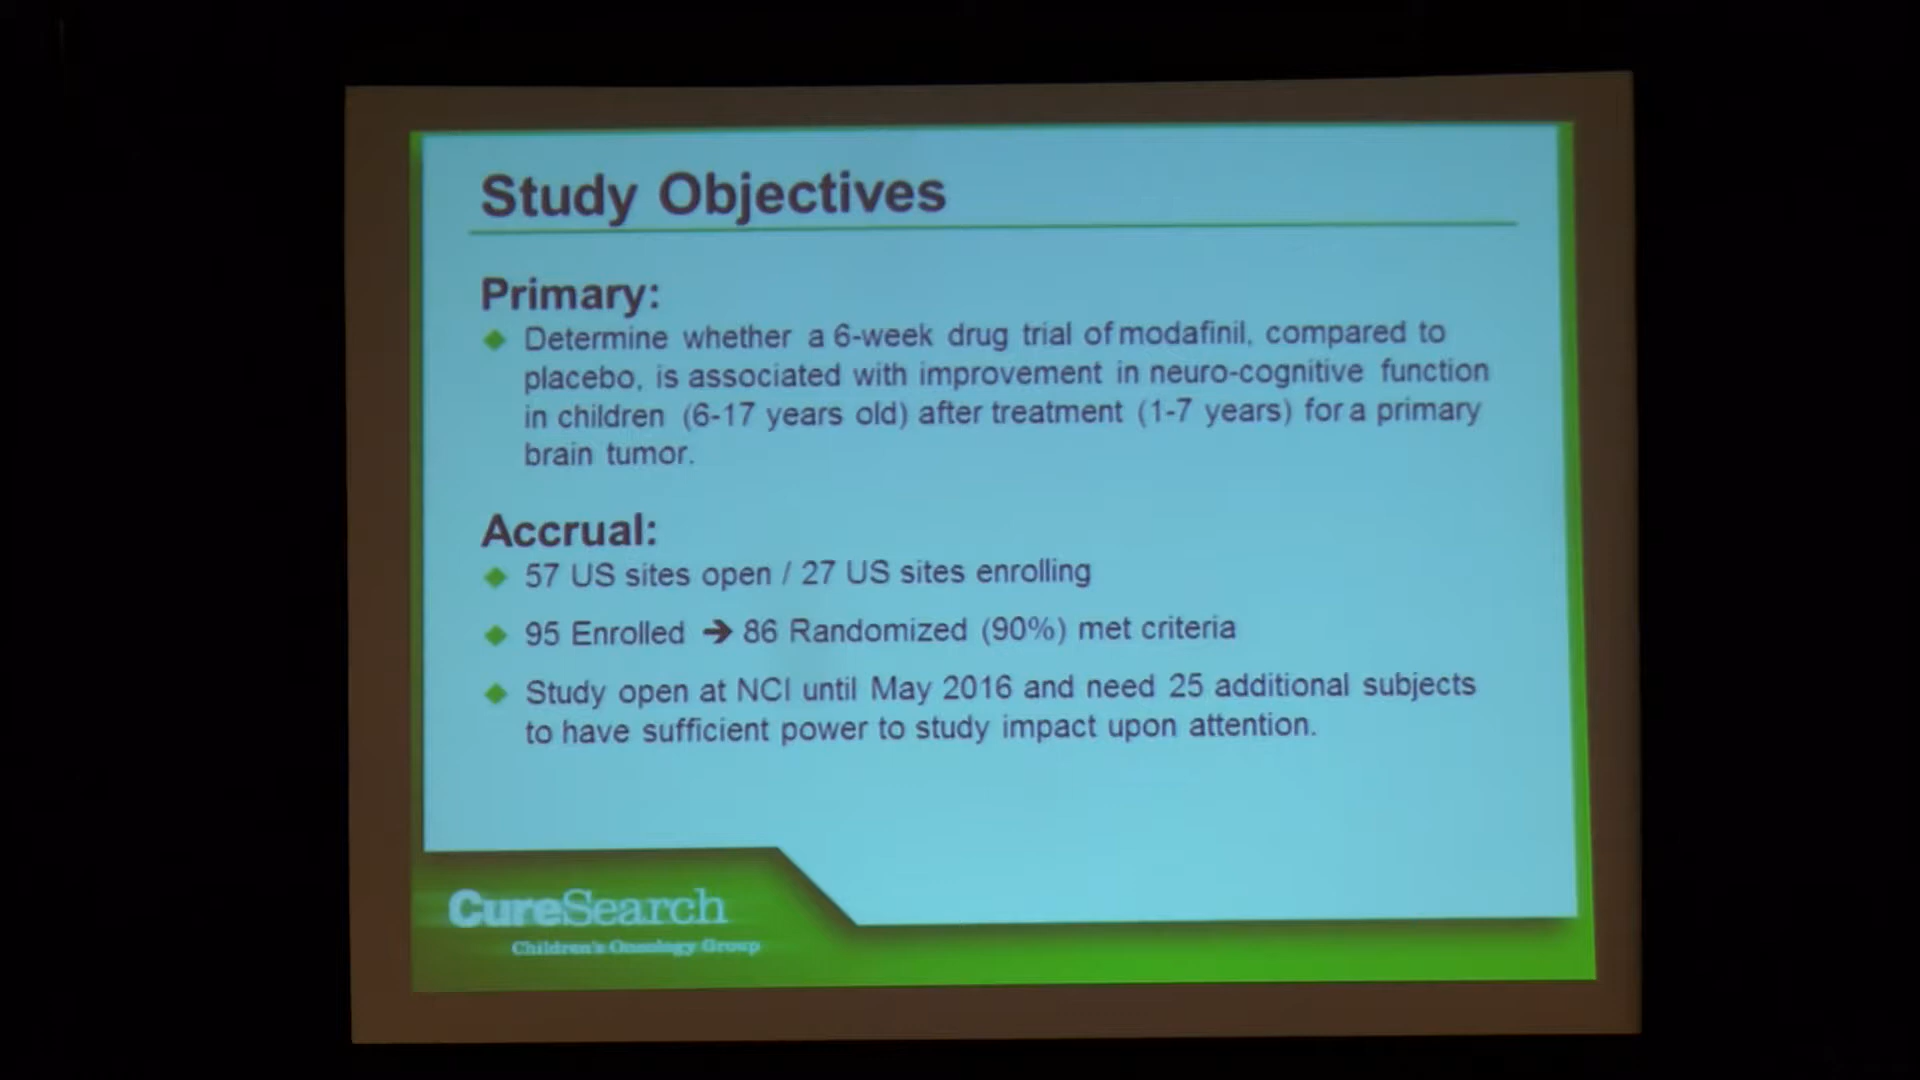 Study Objectives
Primary:
Determine whether a 6-week drug trial of modafinil, compared to
placebo, is associated with improvement in neuro-cognitive function
in children (6-17 years old) after treatment (1-7 years) for a primary
brain tumor.
Accrual:
57 US sites open / 27 US sites enrolling
95 Enrolled ➔ 86 Randomized (90%) met criteria
Study open at NCI until May 2016 and need 25 additional subjects
to have sufficient power to study impact upon attention.
CureSearch
Children's Oncology Group